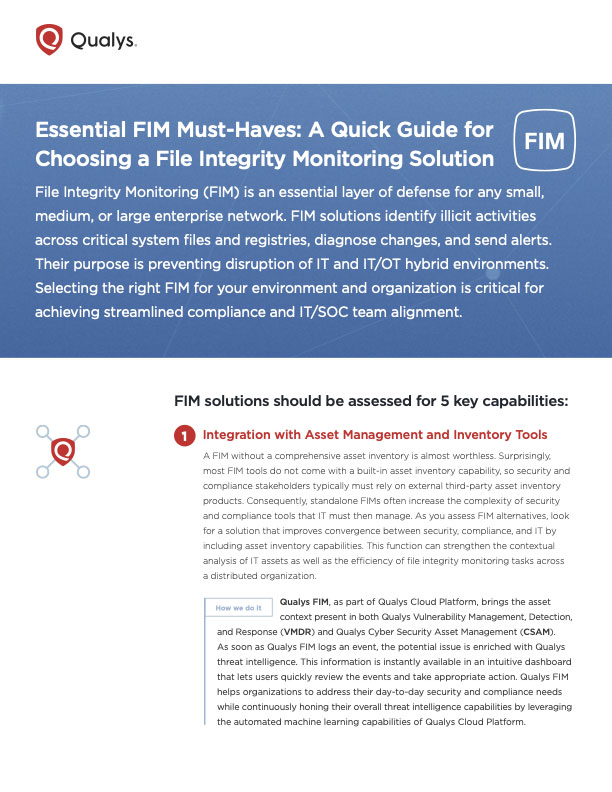 Qualys.
Essential FIM Must-Haves: A Quick Guide for
Choosing a File Integrity Monitoring Solution
FIM
File Integrity Monitoring (FIM) is an essential layer of defense for any small,
medium, or large enterprise network. FIM solutions identify illicit activities
across critical system files and registries, diagnose changes, and send alerts.
Their purpose is preventing disruption of IT and IT/OT hybrid environments.
Selecting the right FIM for your environment and organization is critical for
achieving streamlined compliance and IT/SOC team alignment.
FIM solutions should be assessed for 5 key capabilities:
1 Integration with Asset Management and Inventory Tools
A FIM without a comprehensive asset inventory is almost worthless. Surprisingly,
most FIM tools do not come with a built-in asset inventory capability, so security and
compliance stakeholders typically must rely on external third-party asset inventory
products. Consequently, standalone FIMs often increase the complexity of security
and compliance tools that IT must then manage. As you assess FIM alternatives, look
for a solution that improves convergence between security, compliance, and IT by
including asset inventory capabilities. This function can strengthen the contextual
analysis of IT assets as well as the efficiency of file integrity monitoring tasks across
a distributed organization.
How we do it
Qualys FIM, as part of Qualys Cloud Platform, brings the asset
context present in both Qualys Vulnerability Management, Detection,
and Response (VMDR) and Qualys Cyber Security Asset Management (CSAM).
As soon as Qualys FIM logs an event, the potential issue is enriched with Qualys
threat intelligence. This information is instantly available in an intuitive dashboard
that lets users quickly review the events and take appropriate action. Qualys FIM
helps organizations to address their day-to-day security and compliance needs
while continuously honing their overall threat intelligence capabilities by leveraging
the automated machine learning capabilities of Qualys Cloud Platform.